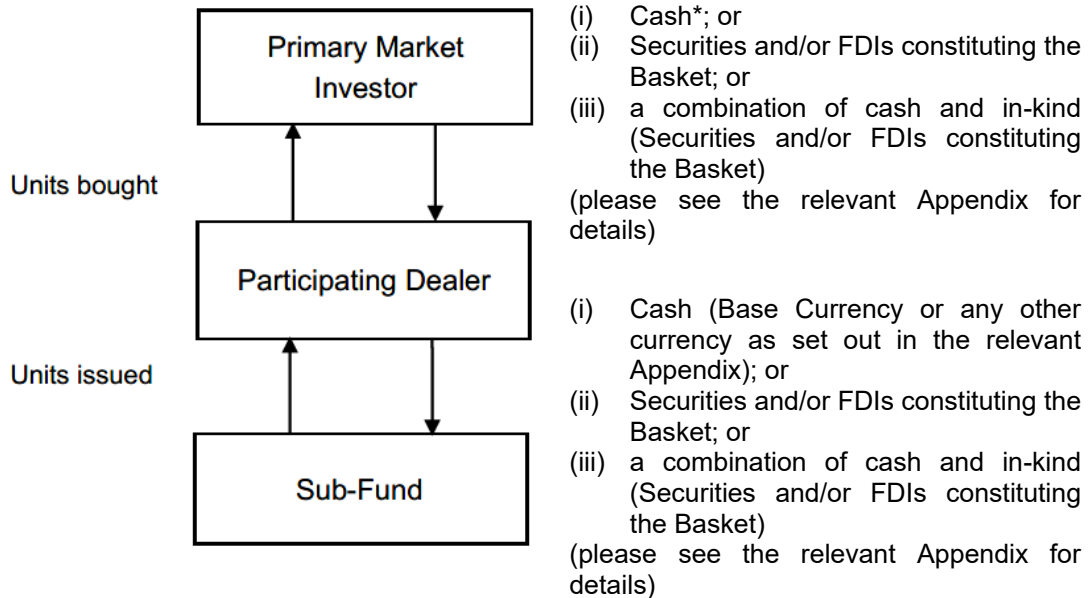 Primary Market
Investor
(i) Cash*; or
(ii) Securities and/or FDIs constituting the
Basket; or
(iii) a combination of cash and in-kind
(Securities and/or FDIs constituting
the Basket)
(please see the relevant Appendix for
details)
Units bought
Participating Dealer
(i) Cash (Base Currency or any other
currency as set out in the relevant
Appendix); or
(ii) Securities and/or FDIs constituting the
Basket; or
(iii) a combination of cash and in-kind
(Securities and/or FDIs constituting
the Basket)
(please see the relevant Appendix for
details)
Units issued
Sub-Fund